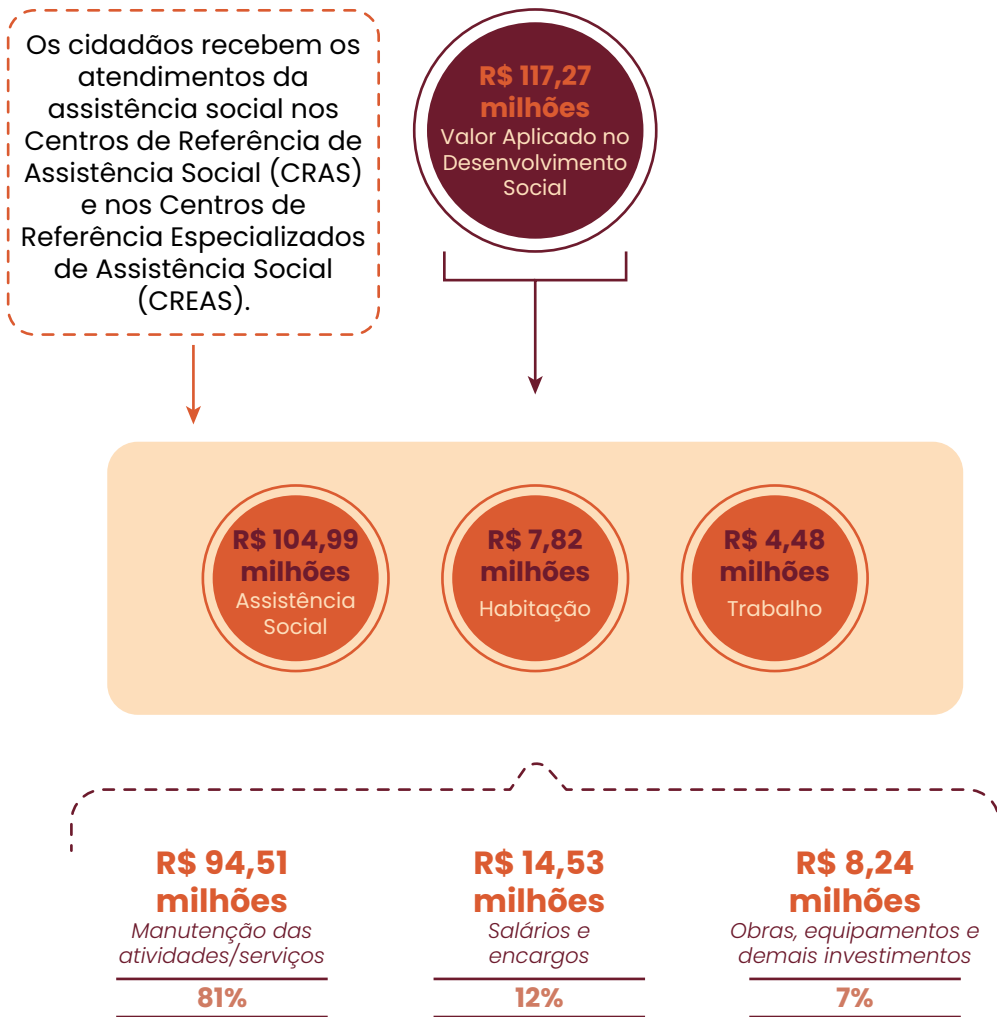 Os cidadãos recebem os
atendimentos da
assistência social nos
Centros de Referência de
Assistência Social (CRAS)
e nos Centros de
Referência Especializados
de Assistência Social
(CREAS).
R$ 117,27
milhões
Valor Aplicado no
Desenvolvimento
Social
R$ 104,99
milhões
Assistência
Social
R$ 7,82
milhões
Habitação
R$ 4,48
milhões
Trabalho
R$ 94,51
milhões
Manutenção das
atividades/serviços
81%
R$ 14,53
milhões
Salários e
encargos
12%
R$ 8,24
milhões
Obras, equipamentos e
demais investimentos
7%